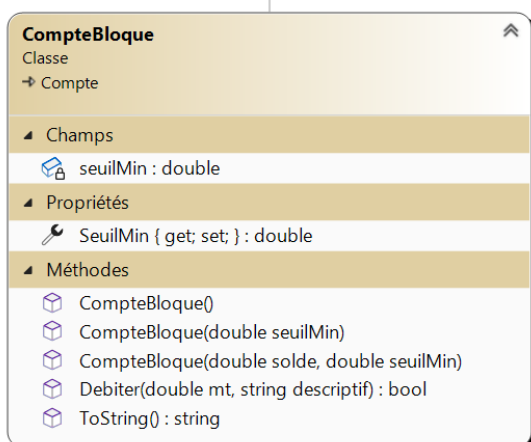 CompteBloque
Classe
Compte
Champs
seuilMin : double
Propriétés
SeuilMin { get; set; } : double
Méthodes
CompteBloque()
CompteBloque(double seuilMin)
CompteBloque(double solde, double seuilMin)
Debiter(double mt, string descriptif) : bool
ToString() : string